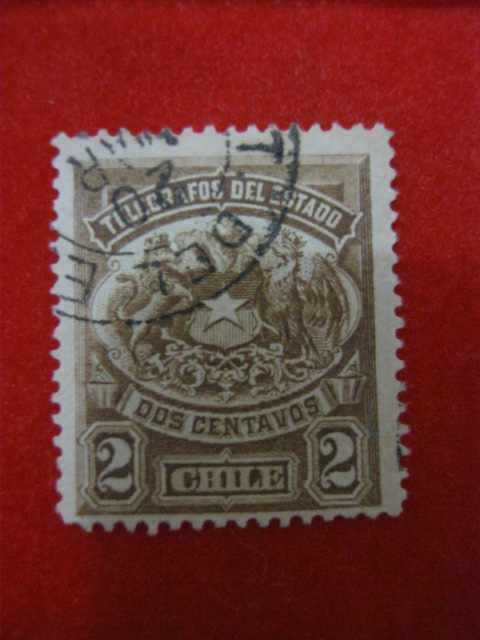 TELEGRAFOS DEL ESTADO
DOS CENTAVOS
2 CHILE 2